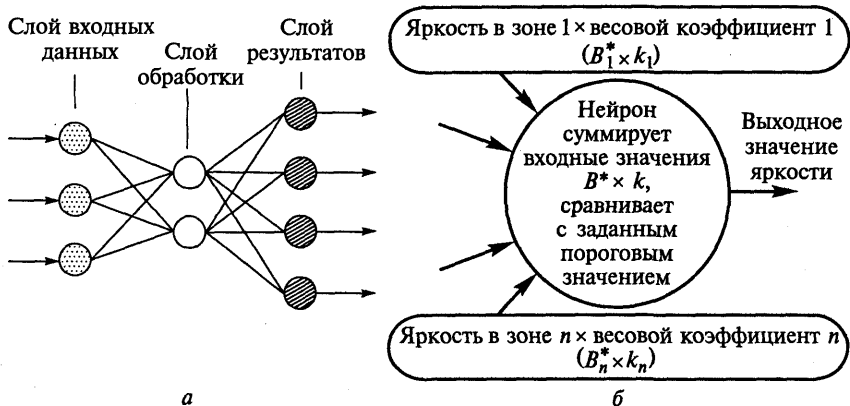 Слой входных
данных
Слой
обработки
Слой
результатов
Яркость в зоне 1 × весовой коэффициент 1
(B*₁ × k₁)
Нейрон
суммирует
входные значения
B* × k,
сравнивает
с заданным
пороговым
значением
Выходное
значение
яркости
Яркость в зоне n × весовой коэффициент n
(B*ₙ × kₙ)
а
б